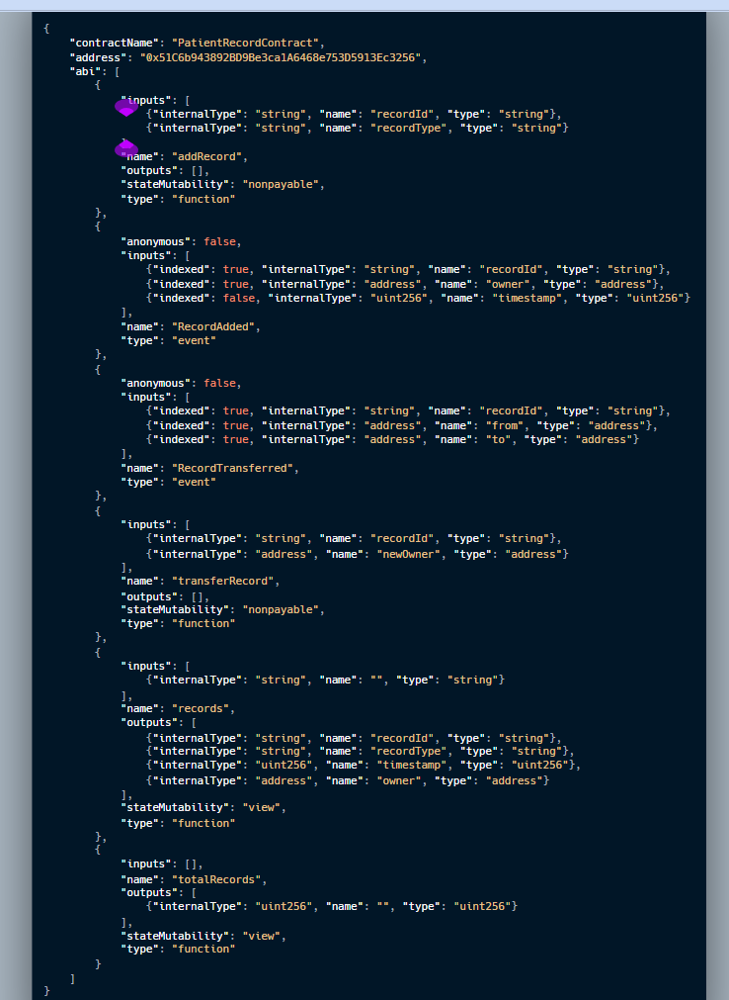 {
"contractName": "PatientRecordContract",
"address": "0x51C6b943892BD9Be3ca1A6468e753D5913Ec3256",
"abi": [
{
"inputs": [
{"internalType": "string", "name": "recordId", "type": "string"},
{"internalType": "string", "name": "recordType", "type": "string"}
],
"name": "addRecord",
"outputs": [],
"stateMutability": "nonpayable",
"type": "function"
},
{
"anonymous": false,
"inputs": [
{"indexed": true, "internalType": "string", "name": "recordId", "type": "string"},
{"indexed": true, "internalType": "address", "name": "owner", "type": "address"},
{"indexed": false, "internalType": "uint256", "name": "timestamp", "type": "uint256"}
],
"name": "RecordAdded",
"type": "event"
},
{
"anonymous": false,
"inputs": [
{"indexed": true, "internalType": "string", "name": "recordId", "type": "string"},
{"indexed": true, "internalType": "address", "name": "from", "type": "address"},
{"indexed": true, "internalType": "address", "name": "to", "type": "address"}
],
"name": "RecordTransferred",
"type": "event"
},
{
"inputs": [
{"internalType": "string", "name": "recordId", "type": "string"},
{"internalType": "address", "name": "newOwner", "type": "address"}
],
"name": "transferRecord",
"outputs": [],
"stateMutability": "nonpayable",
"type": "function"
},
{
"inputs": [
{"internalType": "string", "name": "", "type": "string"}
],
"name": "records",
"outputs": [
{"internalType": "string", "name": "recordId", "type": "string"},
{"internalType": "string", "name": "recordType", "type": "string"},
{"internalType": "uint256", "name": "timestamp", "type": "uint256"},
{"internalType": "address", "name": "owner", "type": "address"}
],
"stateMutability": "view",
"type": "function"
},
{
"inputs": [],
"name": "totalRecords",
"outputs": [
{"internalType": "uint256", "name": "", "type": "uint256"}
],
"stateMutability": "view",
"type": "function"
}
]
}